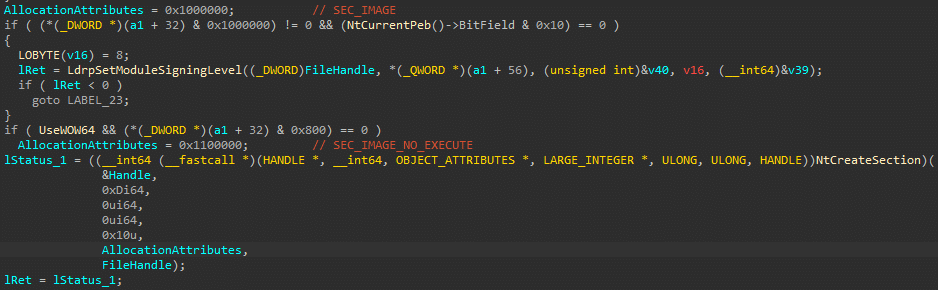 AllocationAttributes = 0x1000000; // SEC_IMAGE
if ( (*(_DWORD *)(a1 + 32) & 0x1000000) != 0 && (NtCurrentPeb()->BitField & 0x10) == 0 )
{
LOBYTE(v16) = 8;
lRet = LdrpSetModuleSigningLevel((_DWORD)FileHandle, *(_QWORD *)(a1 + 56), (unsigned int)&v40, v16, (__int64)&v39);
if ( lRet < 0 )
goto LABEL_23;
}
if ( UseWOW64 && (*(_DWORD *)(a1 + 32) & 0x800) == 0 )
AllocationAttributes = 0x1100000; // SEC_IMAGE_NO_EXECUTE
lStatus_1 = ((__int64 (__fastcall *)(HANDLE *, __int64, OBJECT_ATTRIBUTES *, LARGE_INTEGER *, ULONG, ULONG, HANDLE))NtCreateSection)(
&Handle,
0xDi64,
0ui64,
0ui64,
0x10u,
AllocationAttributes,
FileHandle);
lRet = lStatus_1;